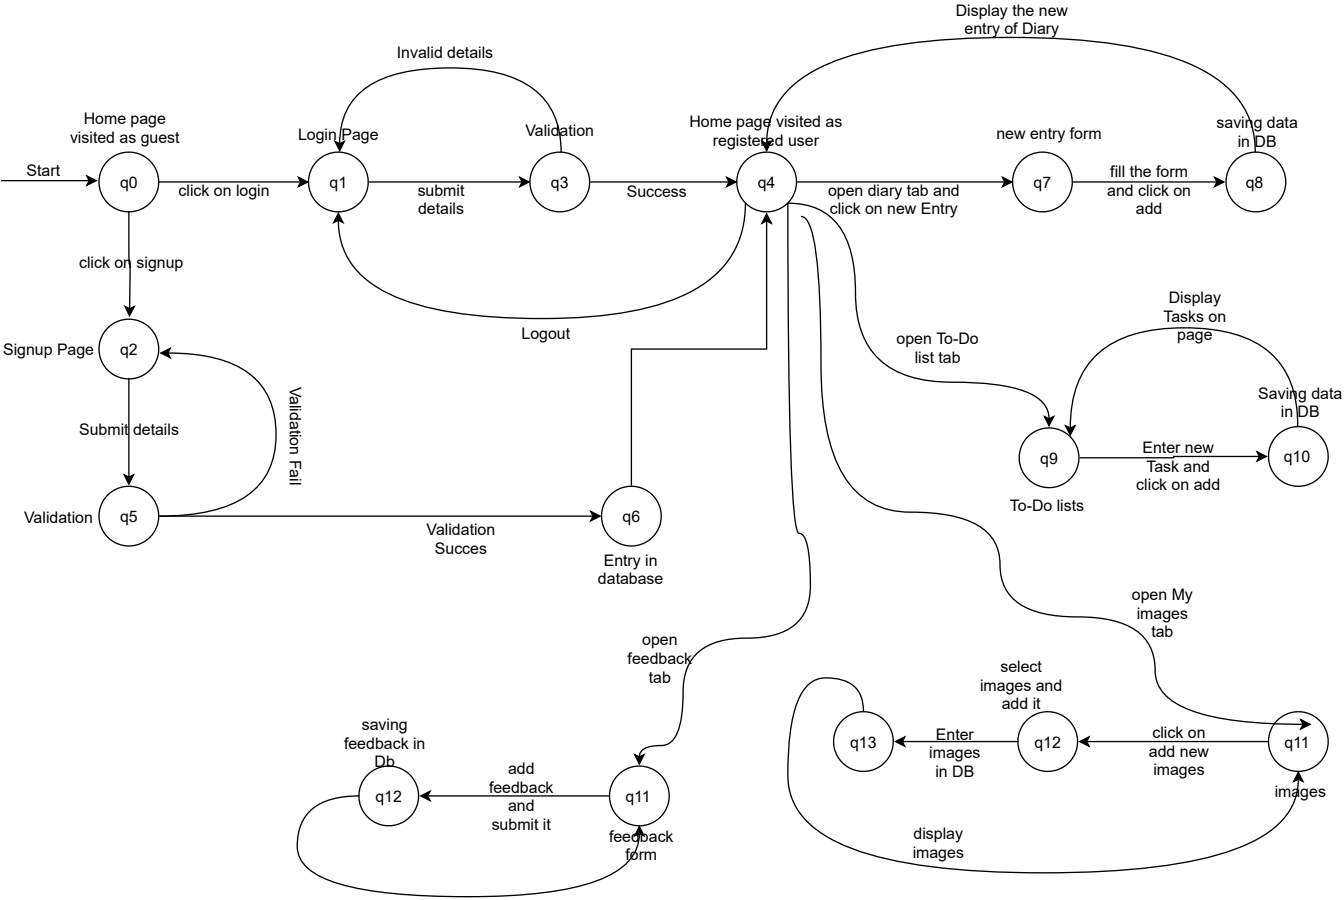 Display the new
entry of Diary
Invalid details
Home page
visited as guest
Login Page
Validation
Home page visited as
registered user
new entry form
saving data
in DB
Start
q0
click on login
q1
submit
details
q3
Success
q4
open diary tab and
click on new Entry
q7
fill the form
and click on
add
q8
click on signup
Logout
Signup Page
q2
Display
Tasks on
page
open To-Do
list tab
Validation Fail
Submit details
Saving data
in DB
q9
Enter new
Task and
click on add
q10
To-Do lists
Validation
q5
Validation
Succes
q6
Entry in
database
open
feedback
tab
open My
images
tab
select
images and
add it
q13
Enter
images
in DB
q12
click on
add new
images
q11
images
saving
feedback in
Db
q12
add
feedback
and
submit it
q11
feedback
form
display
images